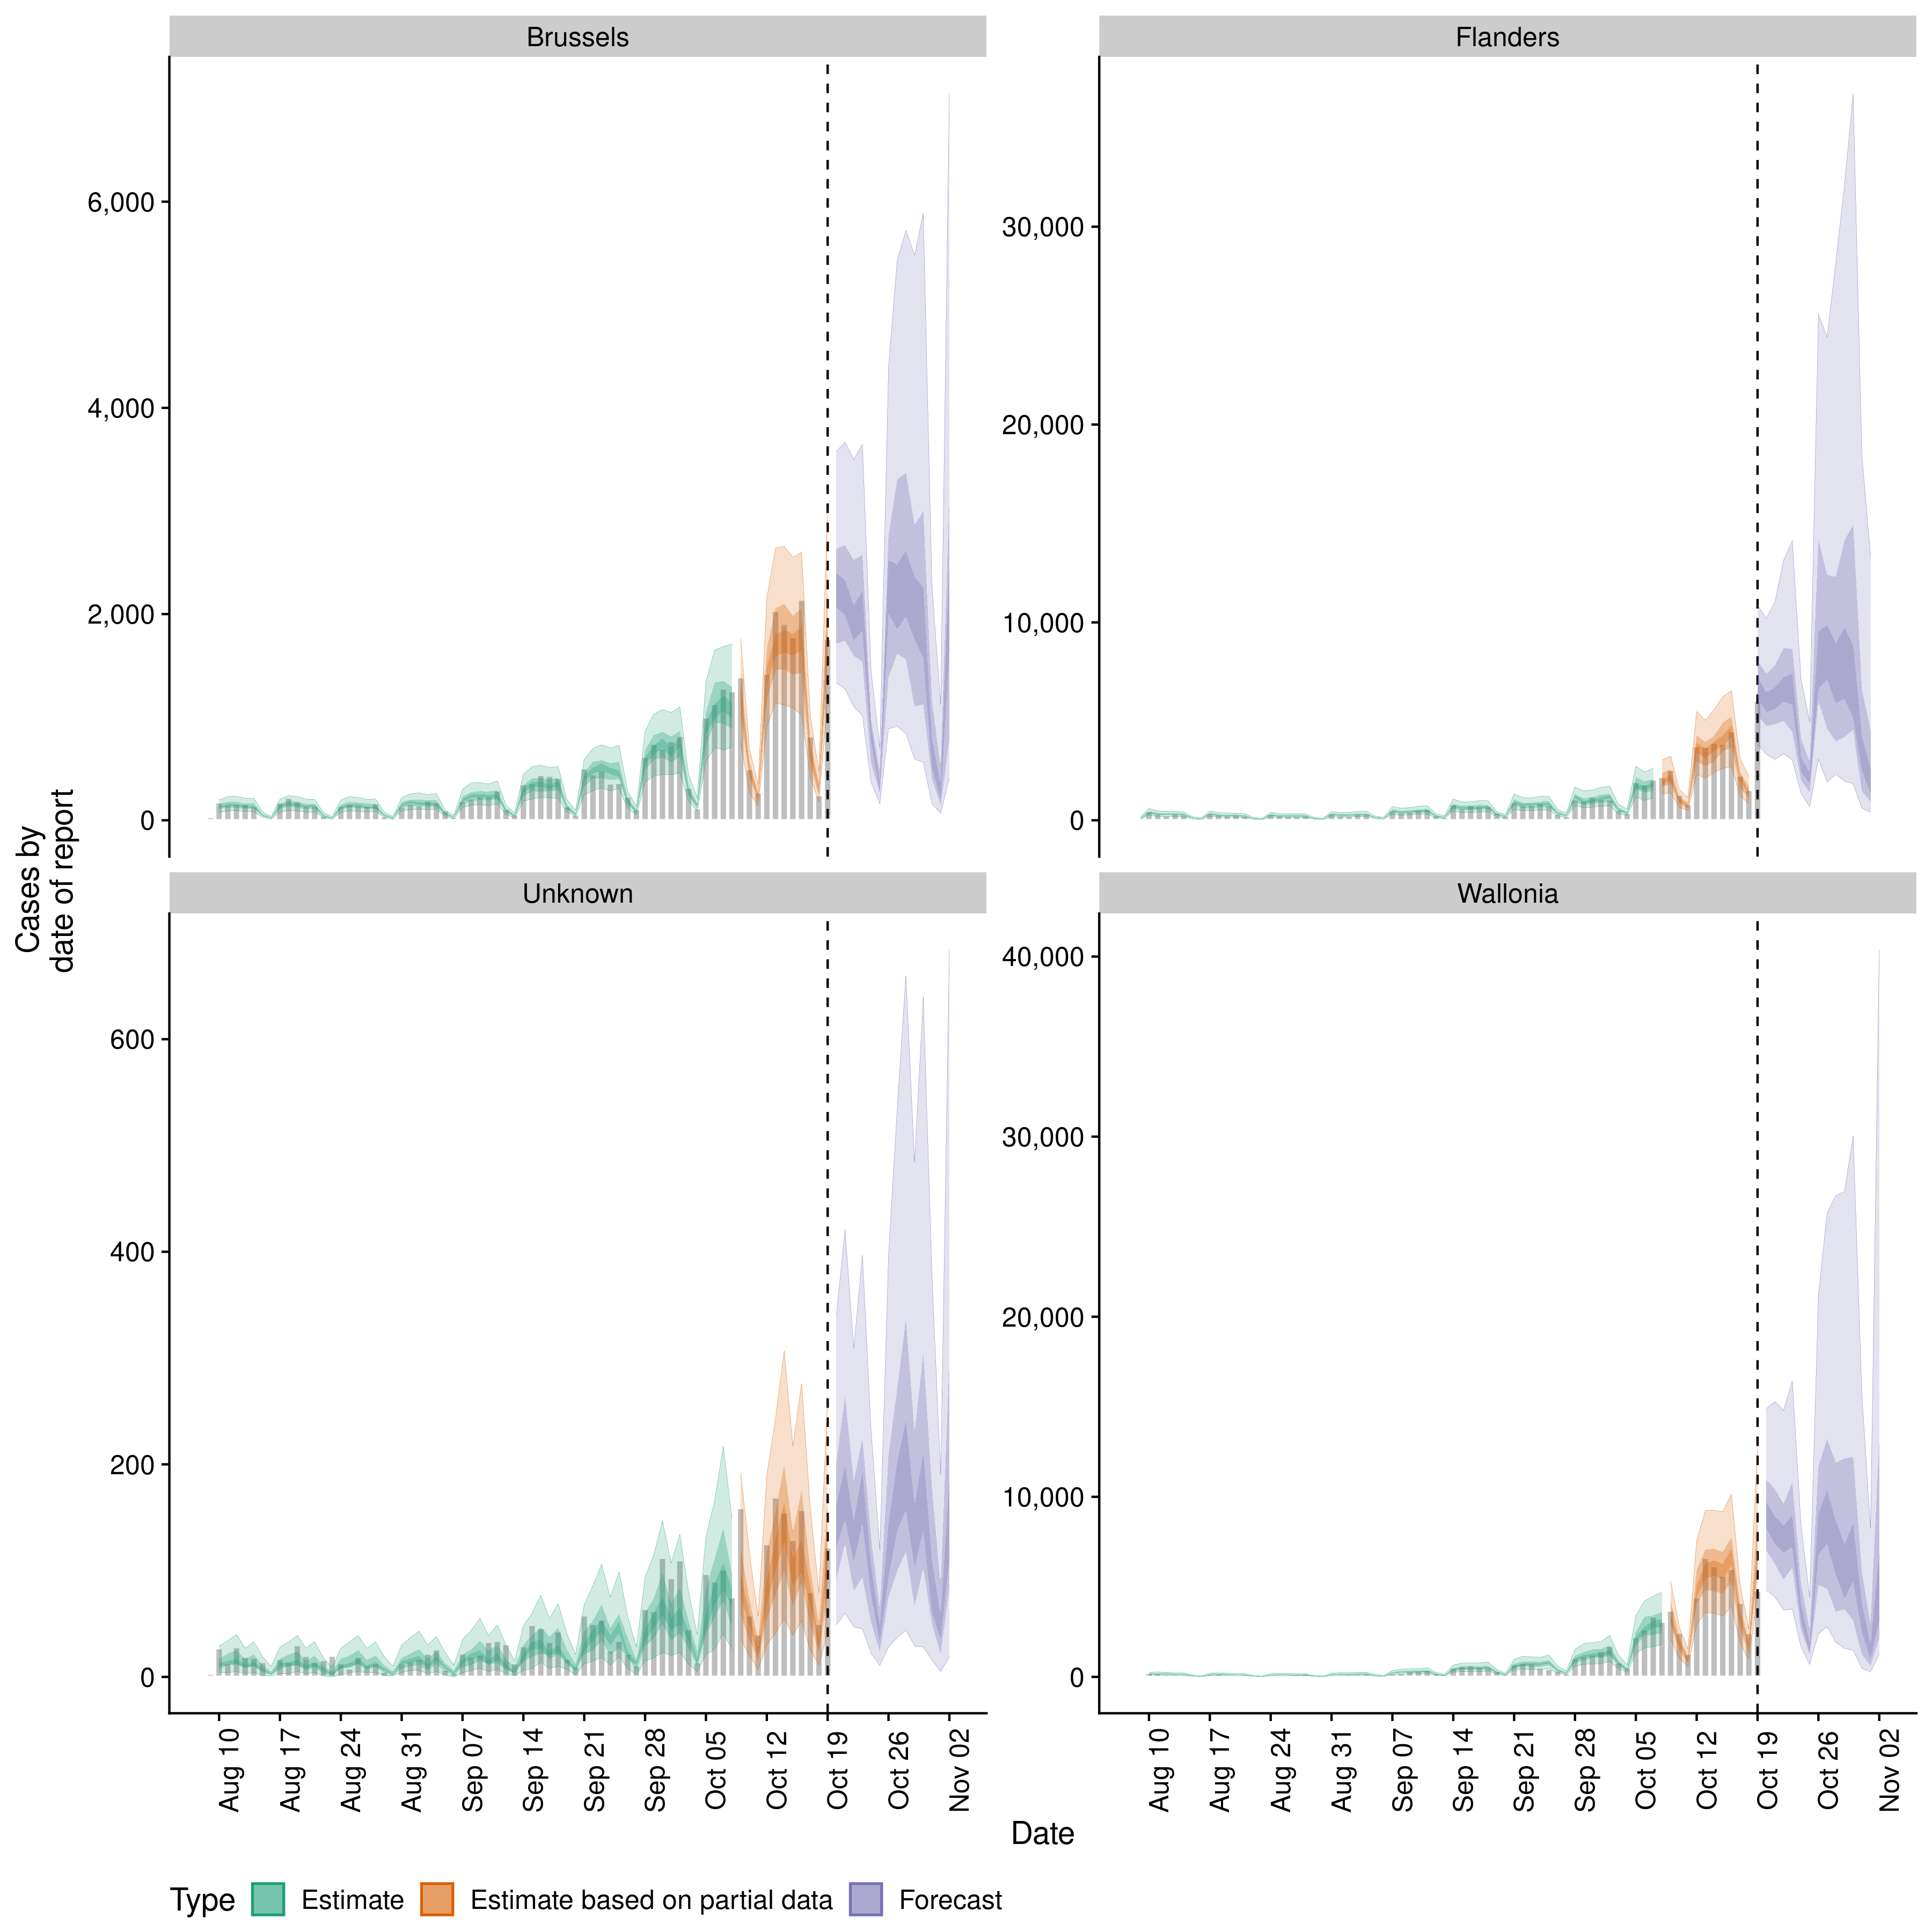 Brussels
Flanders
6,000
4,000
2,000
0
30,000
20,000
10,000
0
Cases by
date of report
Unknown
Wallonia
600
400
200
0
40,000
30,000
20,000
10,000
0
Aug 10
Aug 17
Aug 24
Aug 31
Sep 07
Sep 14
Sep 21
Sep 28
Oct 05
Oct 12
Oct 19
Oct 26
Nov 02
Aug 10
Aug 17
Aug 24
Aug 31
Sep 07
Sep 14
Sep 21
Sep 28
Oct 05
Oct 12
Oct 19
Oct 26
Nov 02
Date
Type Estimate Estimate based on partial data Forecast